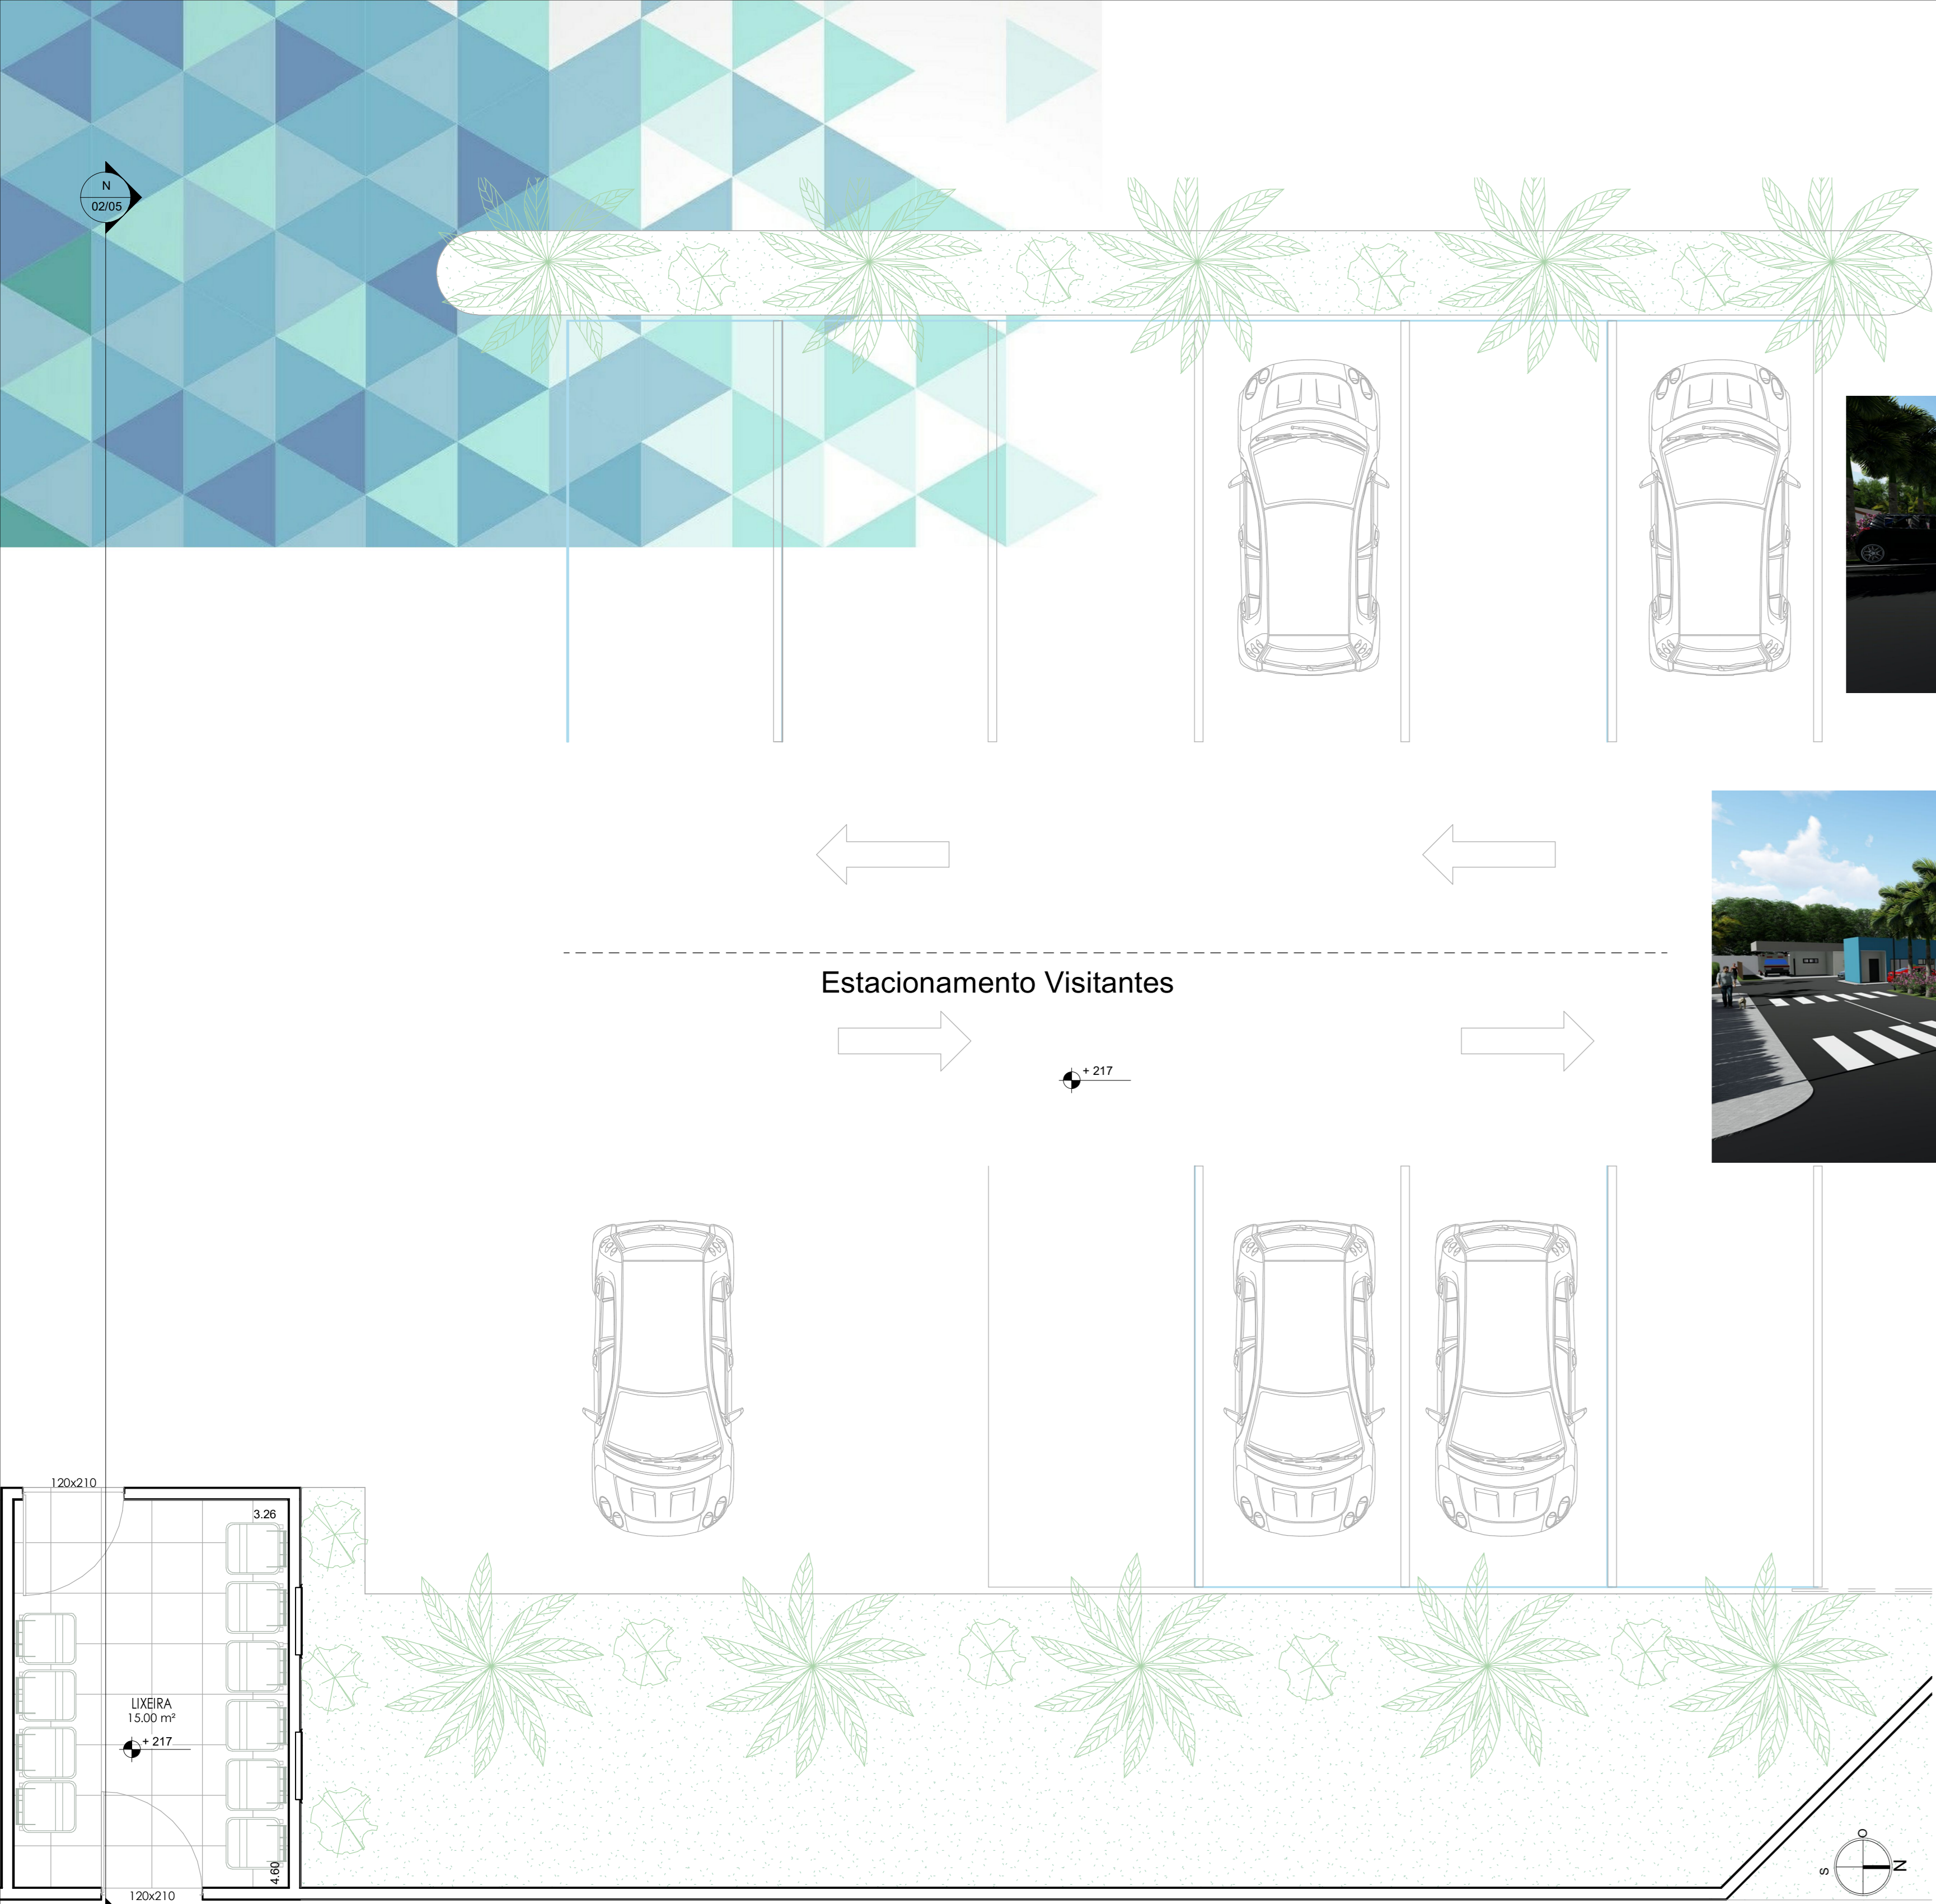 N
02/05
Estacionamento Visitantes
+ 217
120x210
3.26
LIXEIRA
15.00 m²
+ 217
4.60
120x210
O
S
N